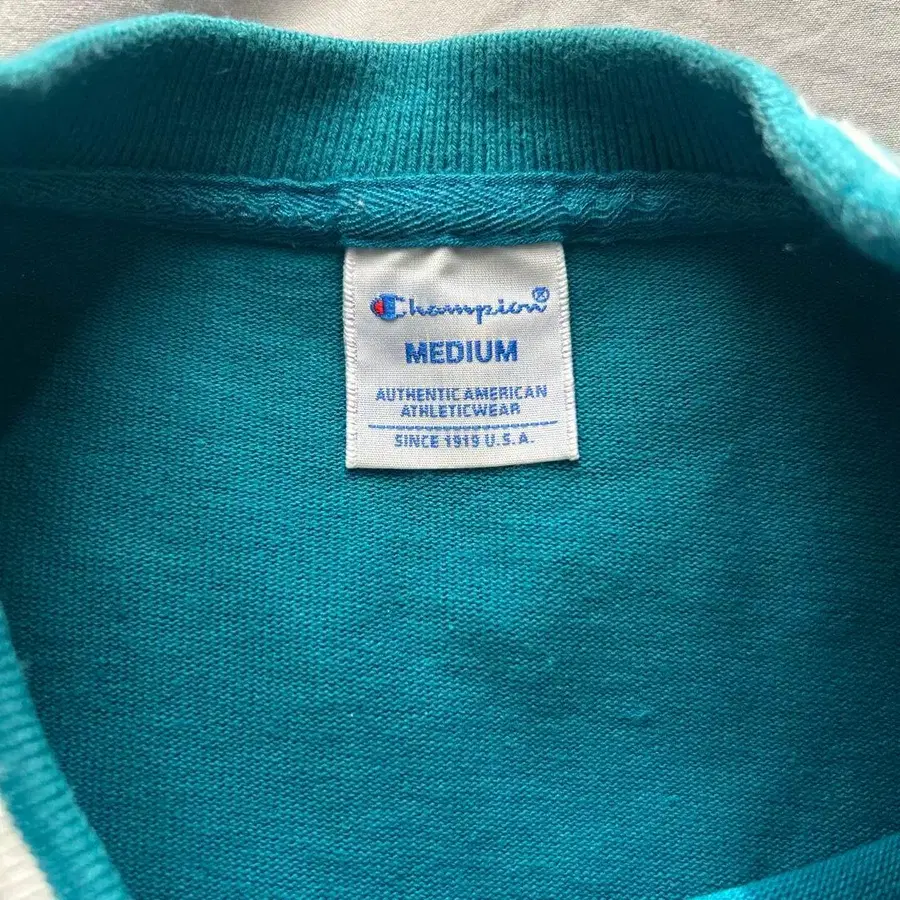 Champion®
MEDIUM
AUTHENTIC AMERICAN
ATHLETICWEAR
SINCE 1919 U.S.A.